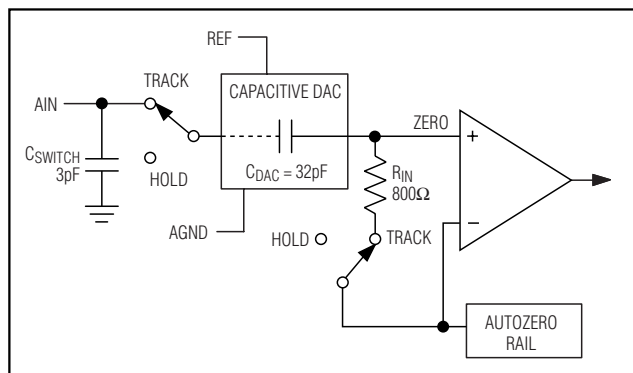 REF
TRACK
CAPACITIVE DAC
AIN
ZERO
+
CSWITCH
3pF
HOLD
CDAC = 32pF
RIN
800Ω
−
AGND
HOLD
TRACK
AUTOZERO
RAIL